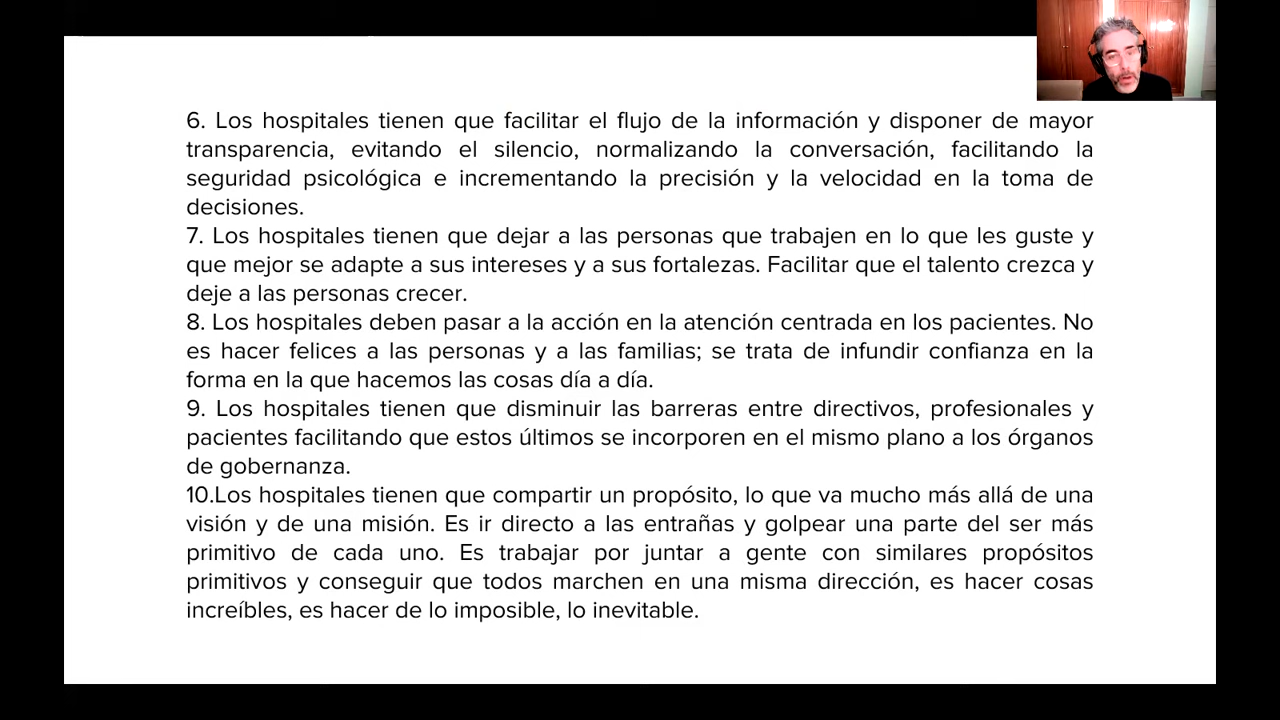 6. Los hospitales tienen que facilitar el flujo de la información y disponer de mayor
transparencia, evitando el silencio, normalizando la conversación, facilitando la
seguridad psicológica e incrementando la precisión y la velocidad en la toma de
decisiones.
7. Los hospitales tienen que dejar a las personas que trabajen en lo que les guste y
que mejor se adapte a sus intereses y a sus fortalezas. Facilitar que el talento crezca y
deje a las personas crecer.
8. Los hospitales deben pasar a la acción en la atención centrada en los pacientes. No
es hacer felices a las personas y a las familias; se trata de infundir confianza en la
forma en la que hacemos las cosas día a día.
9. Los hospitales tienen que disminuir las barreras entre directivos, profesionales y
pacientes facilitando que estos últimos se incorporen en el mismo plano a los órganos
de gobernanza.
10.Los hospitales tienen que compartir un propósito, lo que va mucho más allá de una
visión y de una misión. Es ir directo a las entrañas y golpear una parte del ser más
primitivo de cada uno. Es trabajar por juntar a gente con similares propósitos
primitivos y conseguir que todos marchen en una misma dirección, es hacer cosas
increíbles, es hacer de lo imposible, lo inevitable.